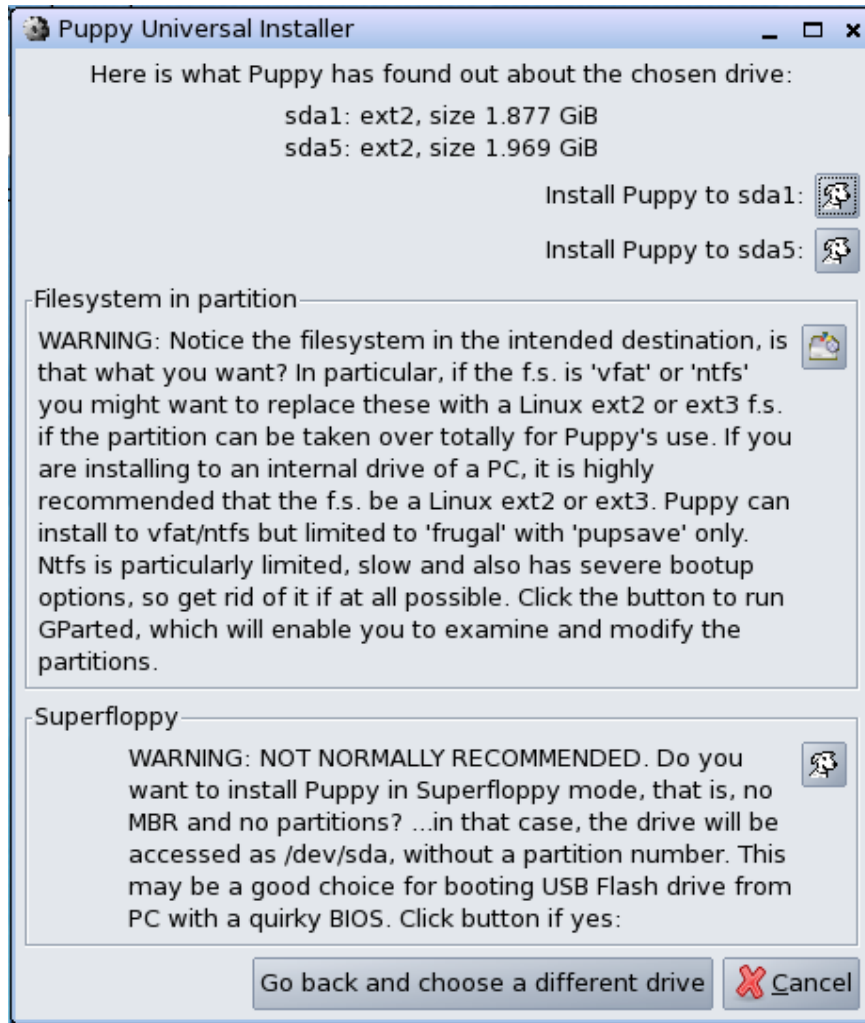 Puppy Universal Installer
Here is what Puppy has found out about the chosen drive:
sda1: ext2, size 1.877 GiB
sda5: ext2, size 1.969 GiB
Install Puppy to sda1:
Install Puppy to sda5:
Filesystem in partition
WARNING: Notice the filesystem in the intended destination, is
that what you want? In particular, if the f.s. is 'vfat' or 'ntfs'
you might want to replace these with a Linux ext2 or ext3 f.s.
if the partition can be taken over totally for Puppy's use. If you
are installing to an internal drive of a PC, it is highly
recommended that the f.s. be a Linux ext2 or ext3. Puppy can
install to vfat/ntfs but limited to 'frugal' with 'pupsave' only.
Ntfs is particularly limited, slow and also has severe bootup
options, so get rid of it if at all possible. Click the button to run
GParted, which will enable you to examine and modify the
partitions.
Superfloppy
WARNING: NOT NORMALLY RECOMMENDED. Do you
want to install Puppy in Superfloppy mode, that is, no
MBR and no partitions? ...in that case, the drive will be
accessed as /dev/sda, without a partition number. This
may be a good choice for booting USB Flash drive from
PC with a quirky BIOS. Click button if yes:
Go back and choose a different drive
Cancel